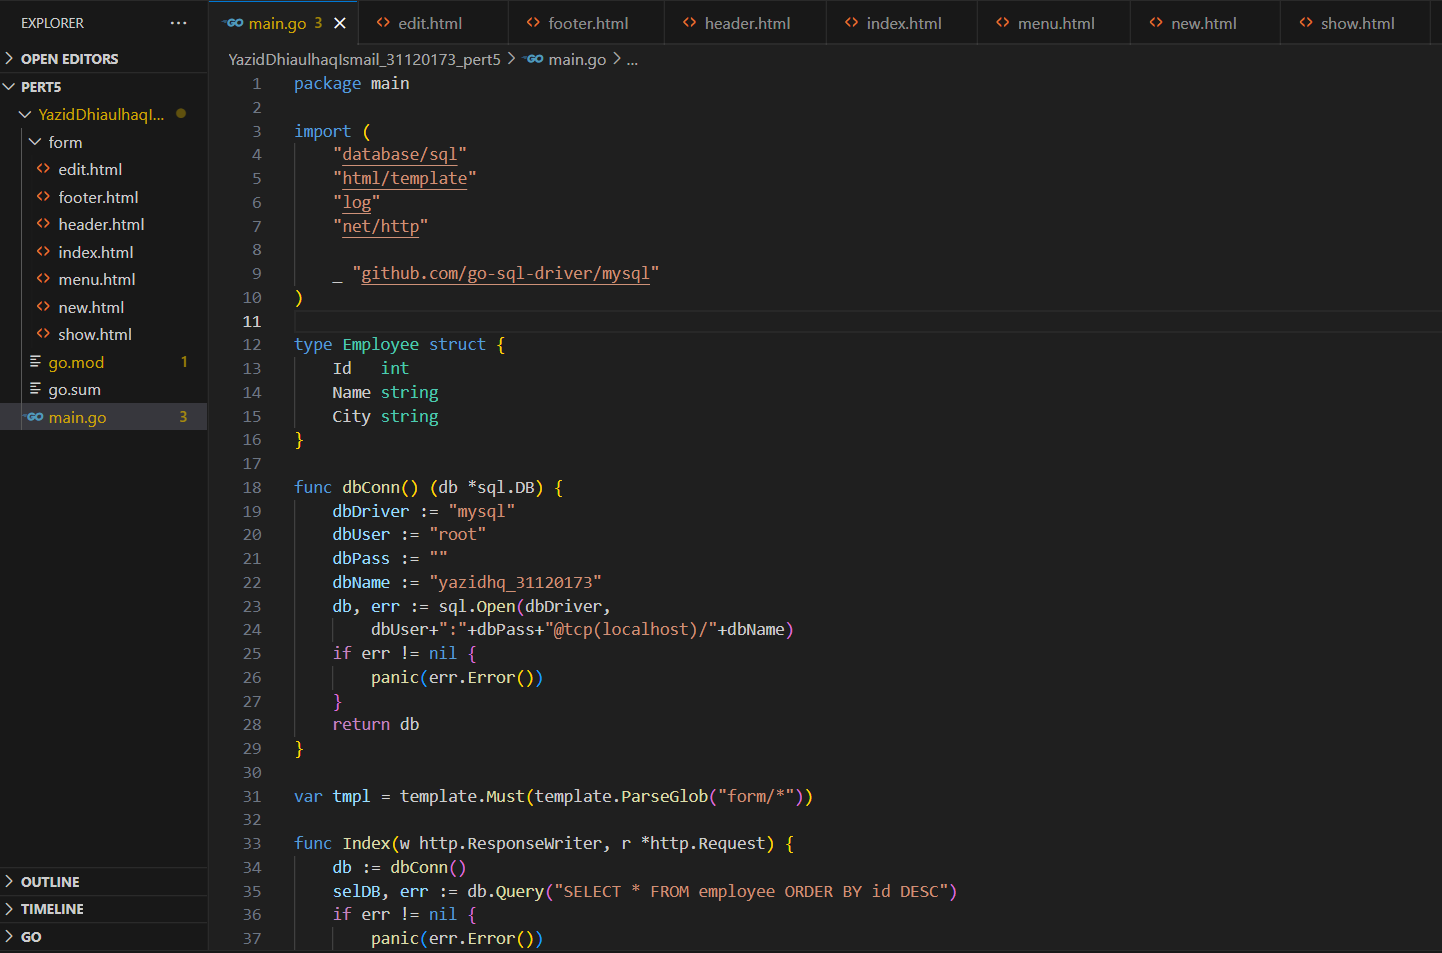 EXPLORER ···
OPEN EDITORS
PERT5
YazidDhiaulhaqI...
form
edit.html
footer.html
header.html
index.html
menu.html
new.html
show.html
go.mod 1
go.sum
GO main.go 3
OUTLINE
TIMELINE
GO
GO main.go 3 edit.html footer.html header.html index.html menu.html new.html show.html
YazidDhiaulhaqIsmail_31120173_pert5 > GO main.go > ...
1 package main
2
3 import (
4     "database/sql"
5     "html/template"
6     "log"
7     "net/http"
8
9     _ "github.com/go-sql-driver/mysql"
10 )
11
12 type Employee struct {
13     Id   int
14     Name string
15     City string
16 }
17
18 func dbConn() (db *sql.DB) {
19     dbDriver := "mysql"
20     dbUser := "root"
21     dbPass := ""
22     dbName := "yazidhq_31120173"
23     db, err := sql.Open(dbDriver,
24         dbUser+":"+dbPass+"@tcp(localhost)/"+dbName)
25     if err != nil {
26         panic(err.Error())
27     }
28     return db
29 }
30
31 var tmpl = template.Must(template.ParseGlob("form/*"))
32
33 func Index(w http.ResponseWriter, r *http.Request) {
34     db := dbConn()
35     selDB, err := db.Query("SELECT * FROM employee ORDER BY id DESC")
36     if err != nil {
37         panic(err.Error())